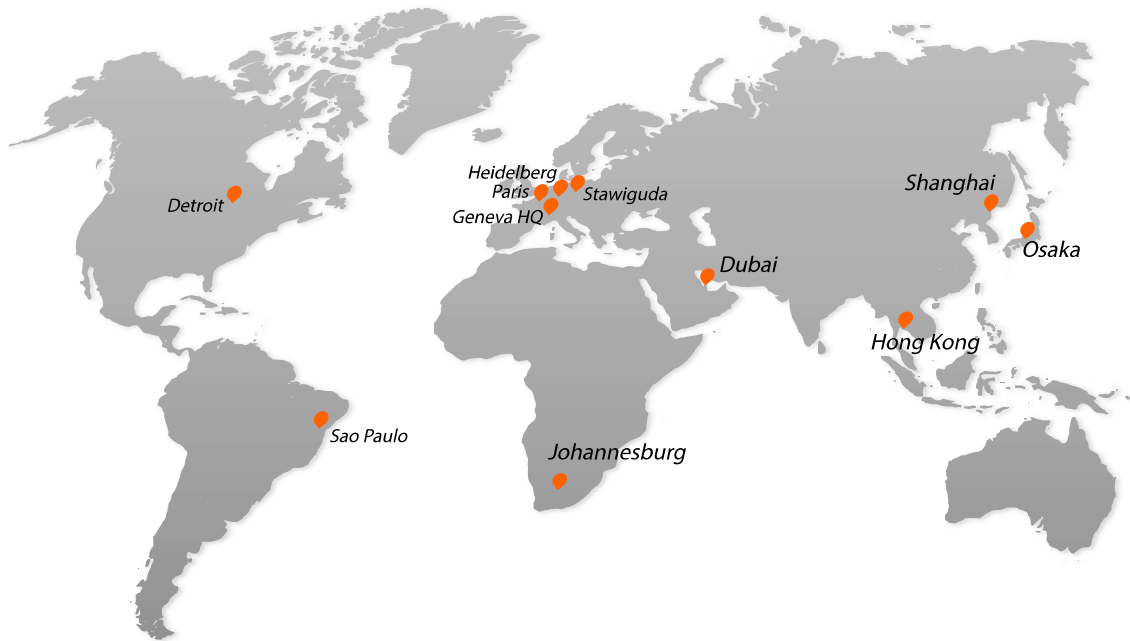 Heidelberg
Paris
Stawiguda
Geneva HQ
Detroit
Shanghai
Osaka
Dubai
Hong Kong
Sao Paulo
Johannesburg